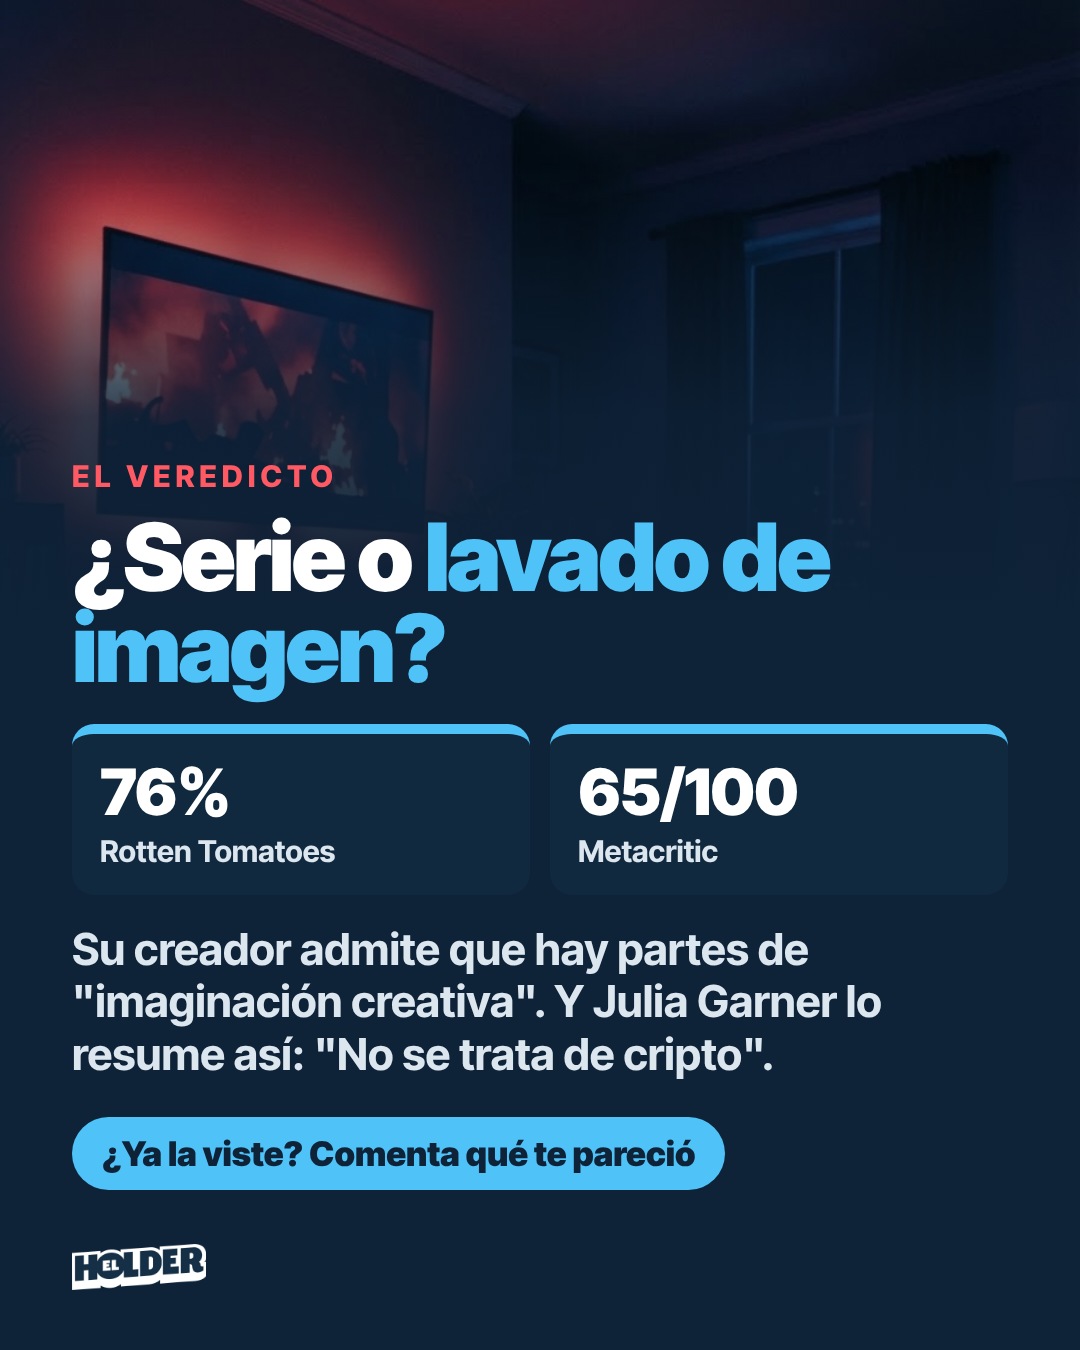 EL VEREDICTO
¿Serie o lavado de
imagen?
76%
Rotten Tomatoes
65/100
Metacritic
Su creador admite que hay partes de
"imaginación creativa". Y Julia Garner lo
resume así: "No se trata de cripto".
¿Ya la viste? Comenta qué te pareció
EL HOLDER